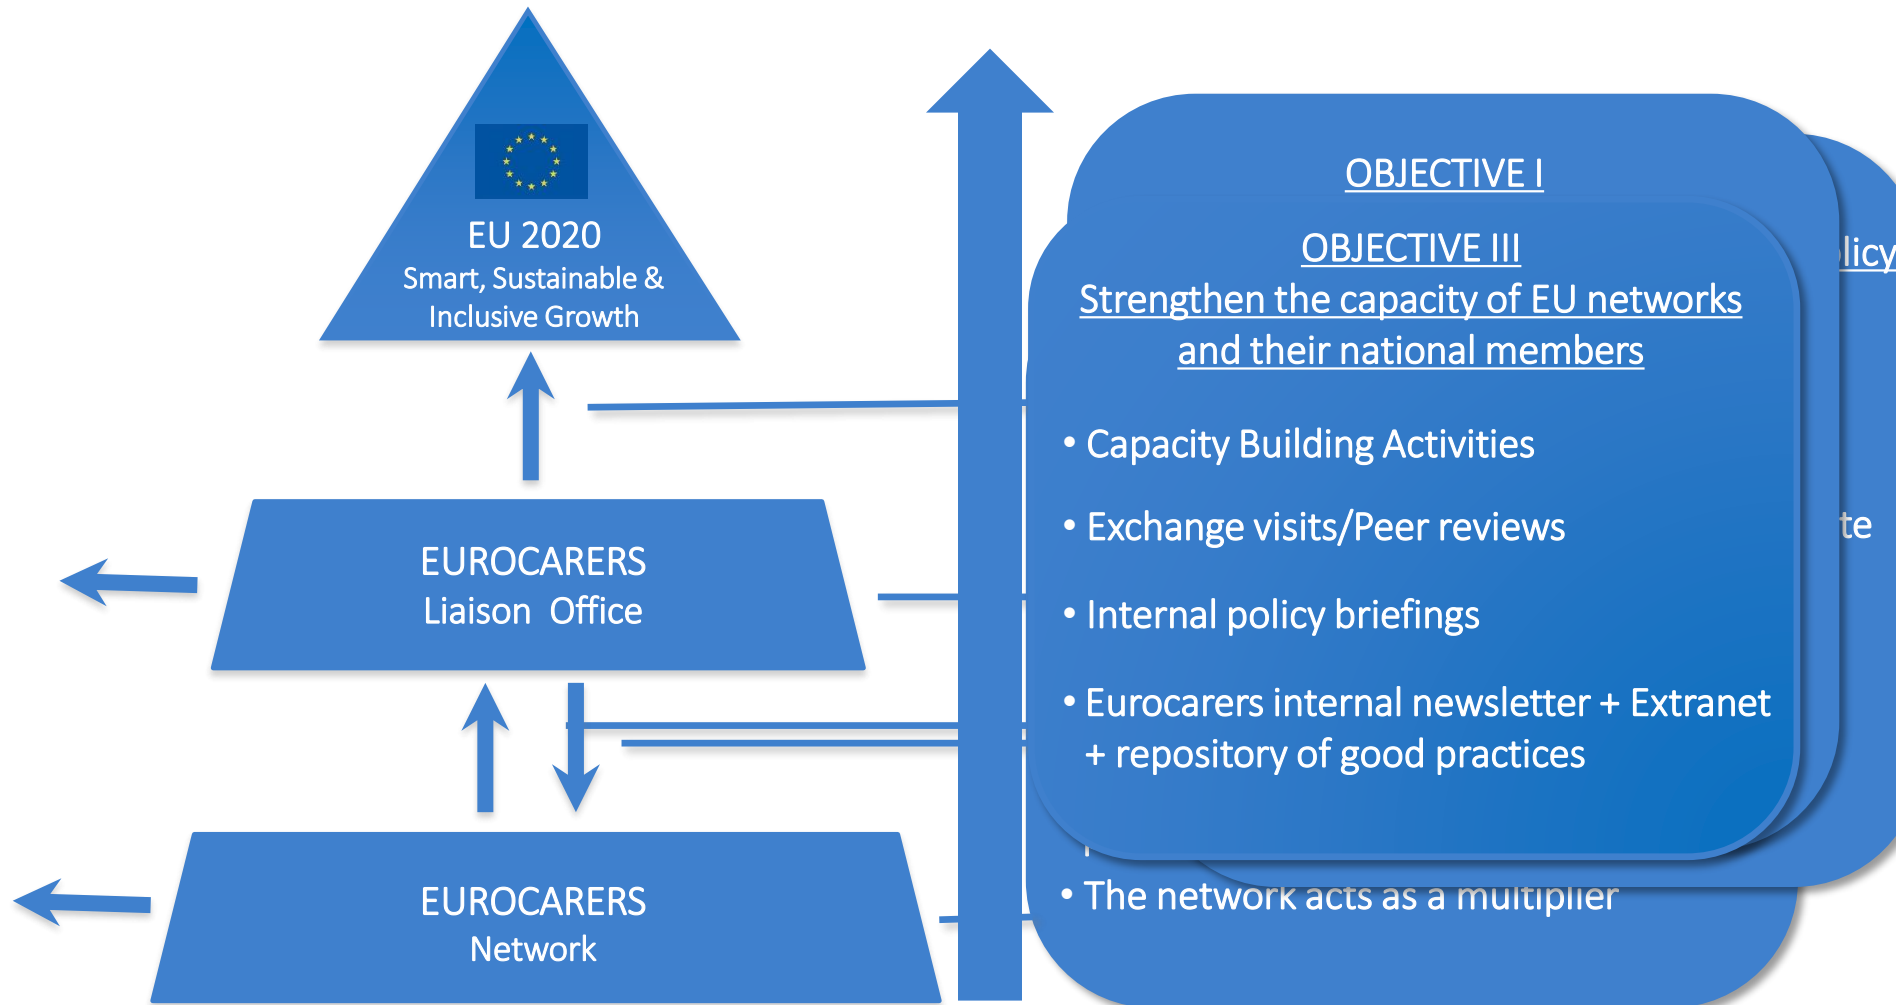 EU 2020
Smart, Sustainable &
Inclusive Growth
EUROCARERS
Liaison Office
EUROCARERS
Network
OBJECTIVE I
OBJECTIVE III
Strengthen the capacity of EU networks
and their national members
• Capacity Building Activities
• Exchange visits/Peer reviews
• Internal policy briefings
• Eurocarers internal newsletter + Extranet
+ repository of good practices
• The network acts as a multiplier